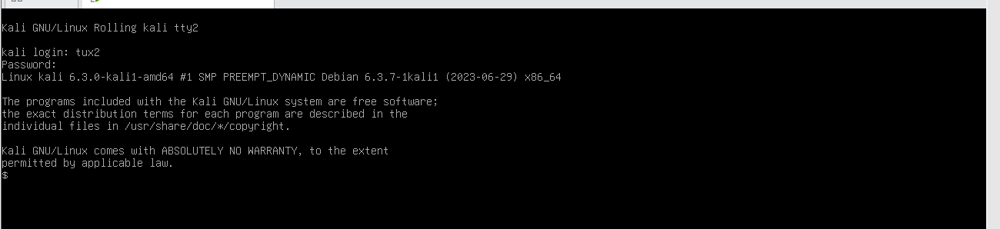 Kali GNU/Linux Rolling kali tty2
kali login: tux2
Password:
Linux kali 6.3.0-kali1-amd64 #1 SMP PREEMPT_DYNAMIC Debian 6.3.7-1kali1 (2023-06-29) x86_64
The programs included with the Kali GNU/Linux system are free software;
the exact distribution terms for each program are described in the
individual files in /usr/share/doc/*/copyright.
Kali GNU/Linux comes with ABSOLUTELY NO WARRANTY, to the extent
permitted by applicable law.
$